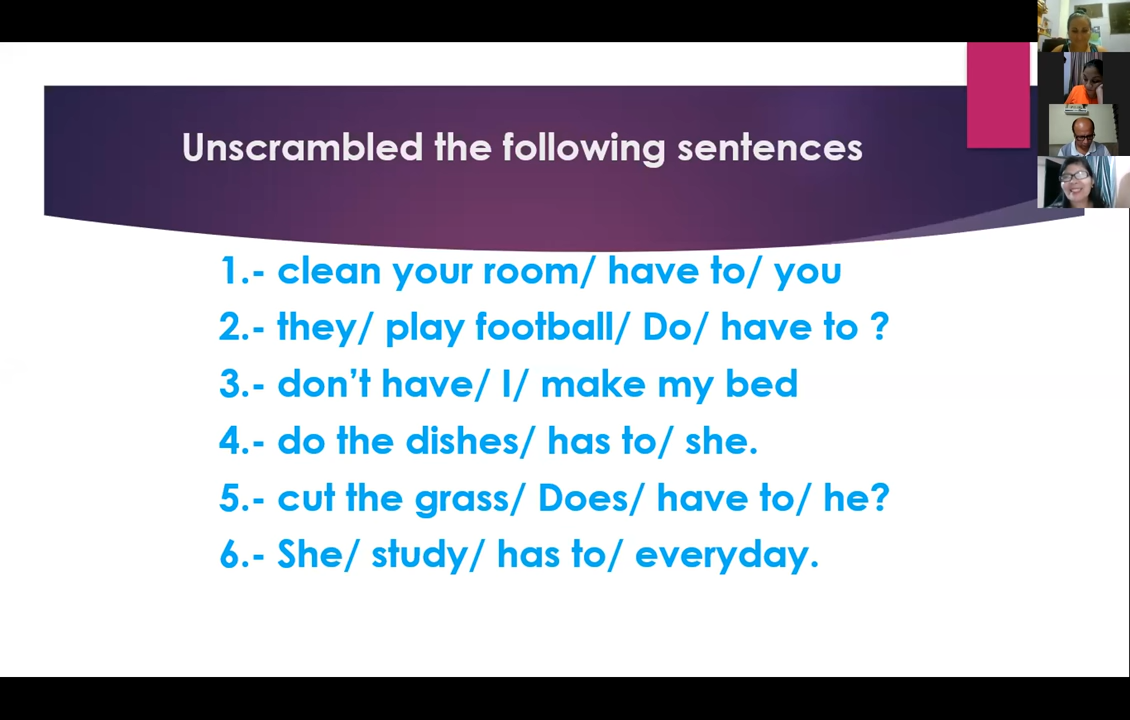 Unscrambled the following sentences
1.- clean your room/ have to/ you
2.- they/ play football/ Do/ have to ?
3.- don’t have/ I/ make my bed
4.- do the dishes/ has to/ she.
5.- cut the grass/ Does/ have to/ he?
6.- She/ study/ has to/ everyday.